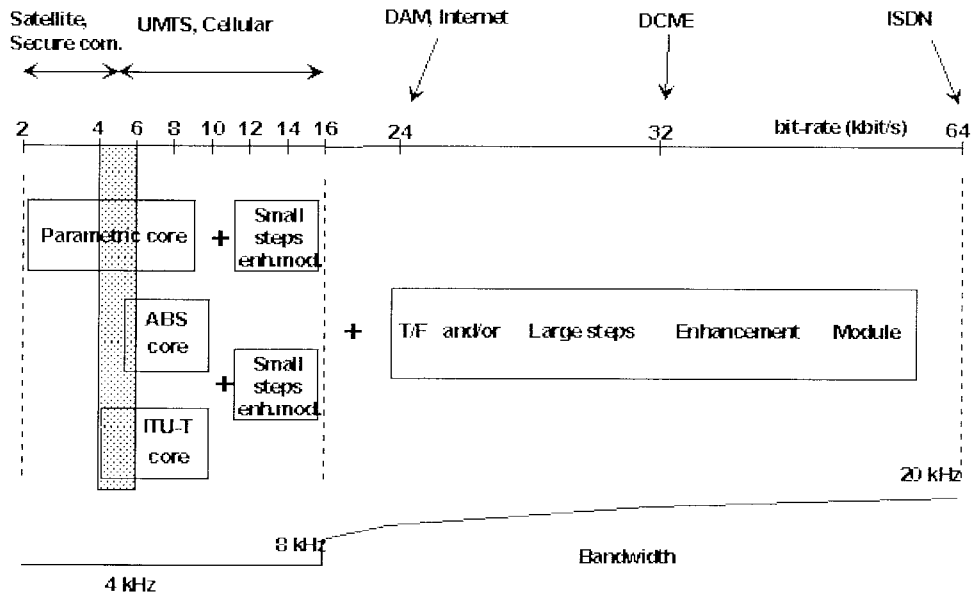 Satellite,
Secure com.
UMTS, Cellular
DAM, Internet
DCME
ISDN
2 4 6 8 10 12 14 16 24 32 bit-rate (kbit/s) 64
Parametric core
+
Small
steps
enh.mod.
ABS
core
+
Small
steps
enh.mod.
ITU-T
core
+
T/F and/or Large steps Enhancement Module
20 kHz
8 kHz
Bandwidth
4 kHz